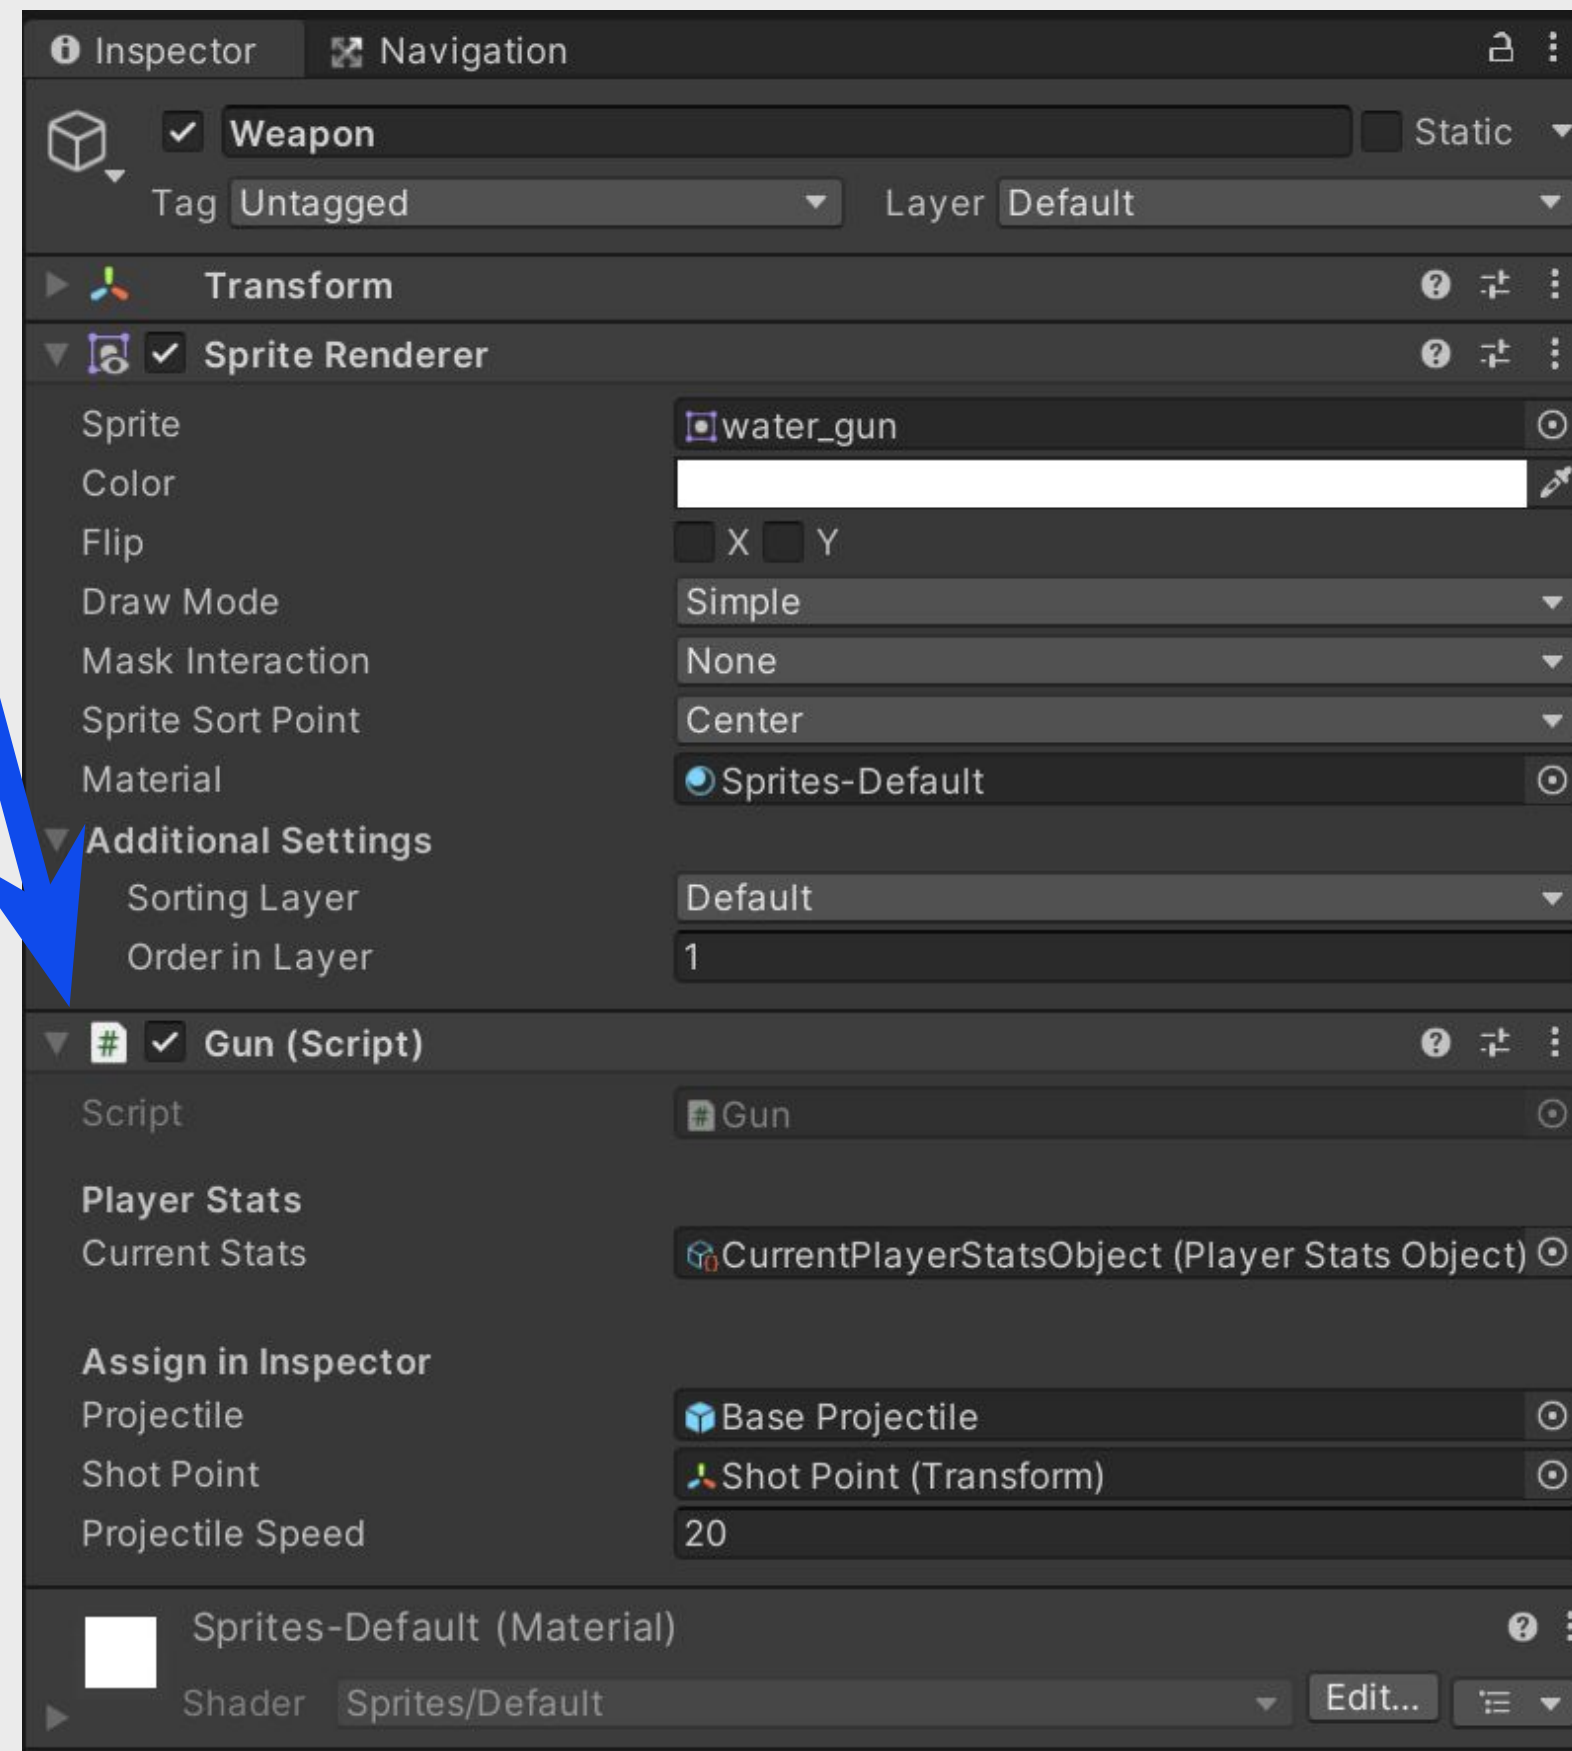 Inspector Navigation
Weapon Static
Tag Untagged Layer Default
Transform
Sprite Renderer
Sprite water_gun
Color
Flip X Y
Draw Mode Simple
Mask Interaction None
Sprite Sort Point Center
Material Sprites-Default
Additional Settings
Sorting Layer Default
Order in Layer 1
# Gun (Script)
Script # Gun
Player Stats
Current Stats CurrentPlayerStatsObject (Player Stats Object)
Assign in Inspector
Projectile Base Projectile
Shot Point Shot Point (Transform)
Projectile Speed 20
Sprites-Default (Material)
Shader Sprites/Default Edit...